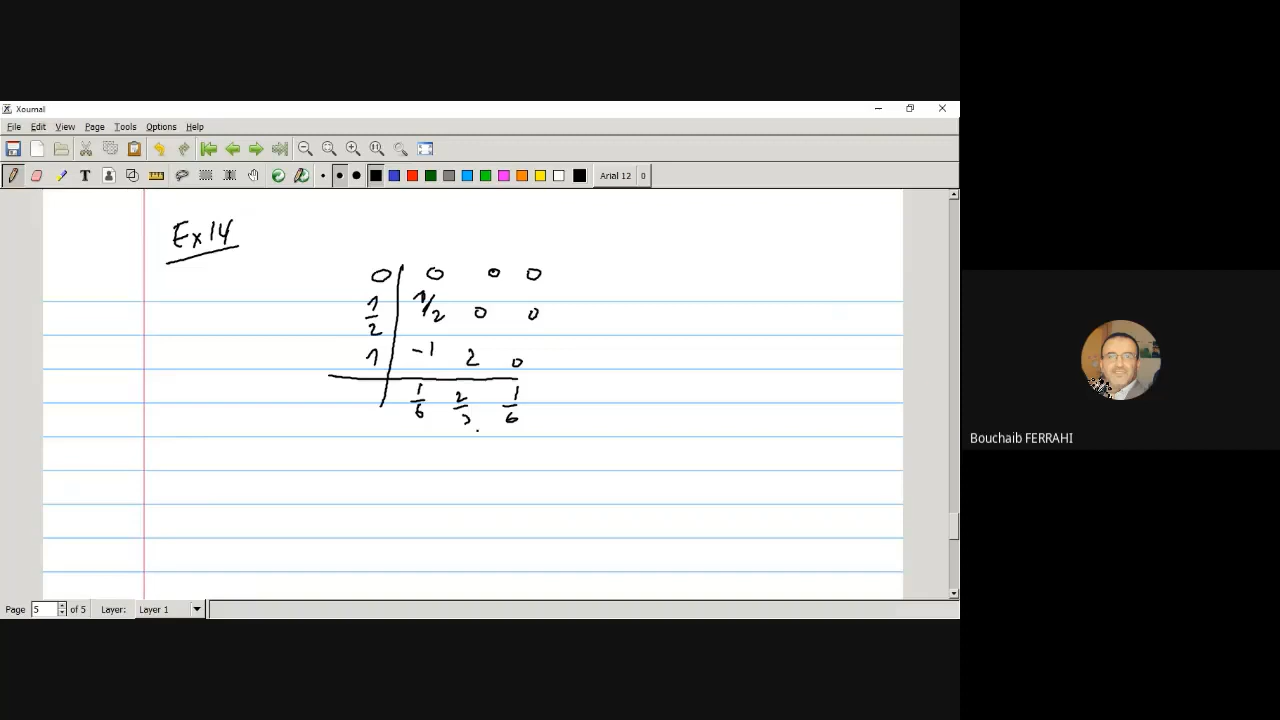 Xournal
File Edit View Page Tools Options Help
Arial 12 0
Ex 14
0 | 0 0 0
1/2 | 1/2 0 0
1 | -1 2 0
| 1/6 2/3 1/6
Bouchaib FERRAHI
Page 5 of 5 Layer: Layer 1